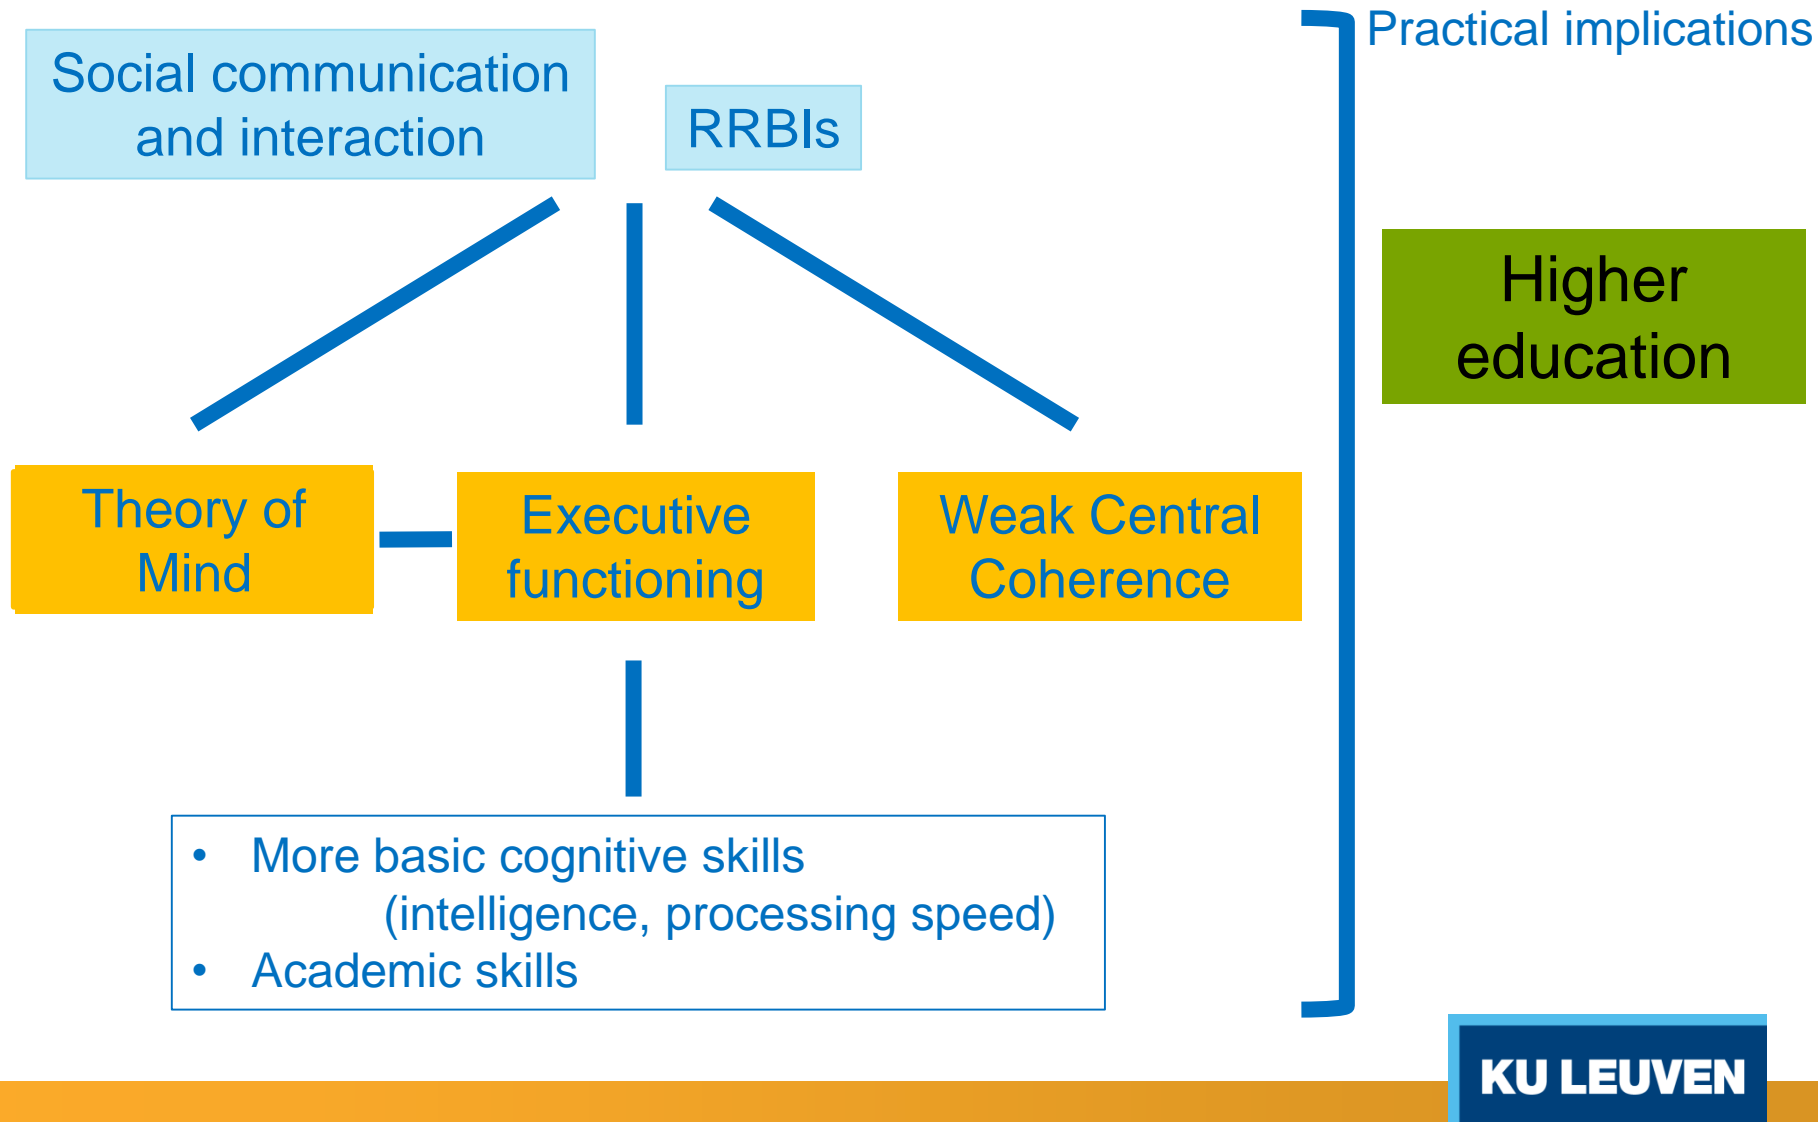 Practical implications
Social communication
and interaction
RRBIs
Higher
education
Theory of
Mind
Executive
functioning
Weak Central
Coherence
• More basic cognitive skills
(intelligence, processing speed)
• Academic skills
KU LEUVEN